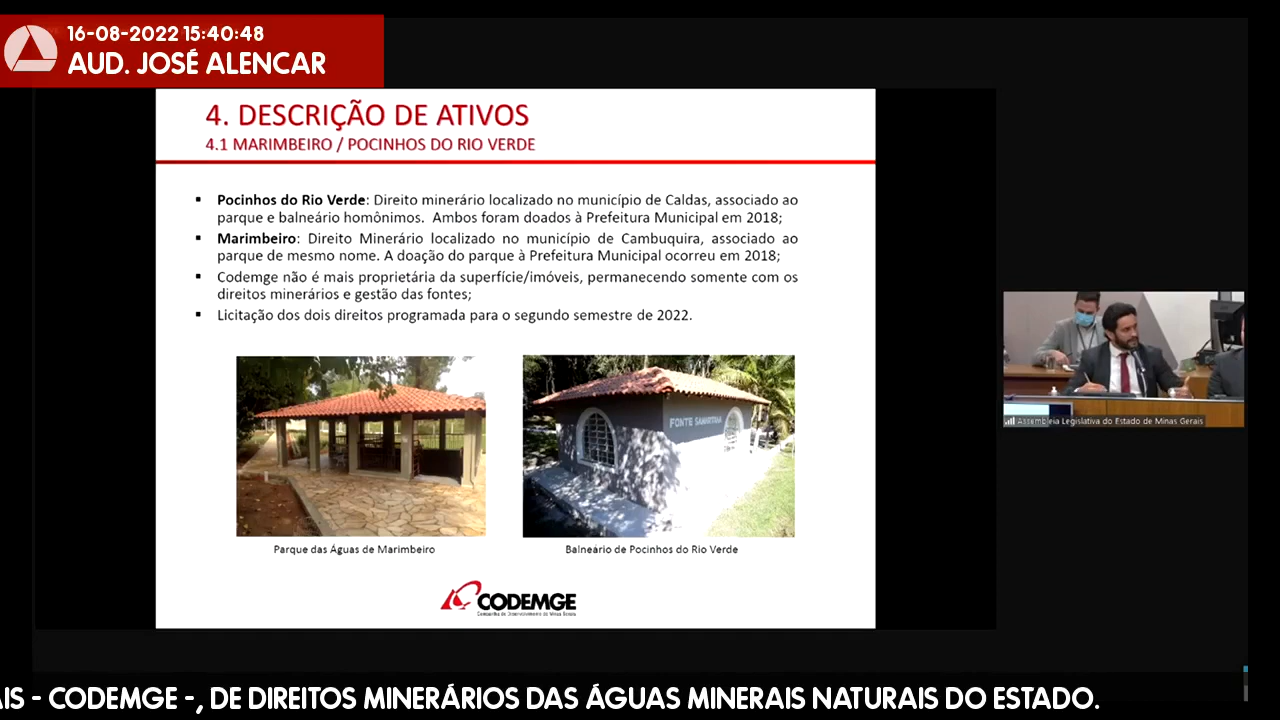 16-08-2022 15:40:48
AUD. JOSÉ ALENCAR
4. DESCRIÇÃO DE ATIVOS
4.1 MARIMBEIRO / POCINHOS DO RIO VERDE
▪ Pocinhos do Rio Verde: Direito minerário localizado no município de Caldas, associado ao
parque e balneário homônimos. Ambos foram doados à Prefeitura Municipal em 2018;
▪ Marimbeiro: Direito Minerário localizado no município de Cambuquira, associado ao
parque de mesmo nome. A doação do parque à Prefeitura Municipal ocorreu em 2018;
▪ Codemge não é mais proprietária da superfície/imóveis, permanecendo somente com os
direitos minerários e gestão das fontes;
▪ Licitação dos dois direitos programada para o segundo semestre de 2022.
FONTE SAMARITANA
Parque das Águas de Marimbeiro
Balneário de Pocinhos do Rio Verde
CODEMGE
Companhia de Desenvolvimento de Minas Gerais
Assembleia Legislativa do Estado de Minas Gerais
AIS - CODEMGE -, DE DIREITOS MINERÁRIOS DAS ÁGUAS MINERAIS NATURAIS DO ESTADO.